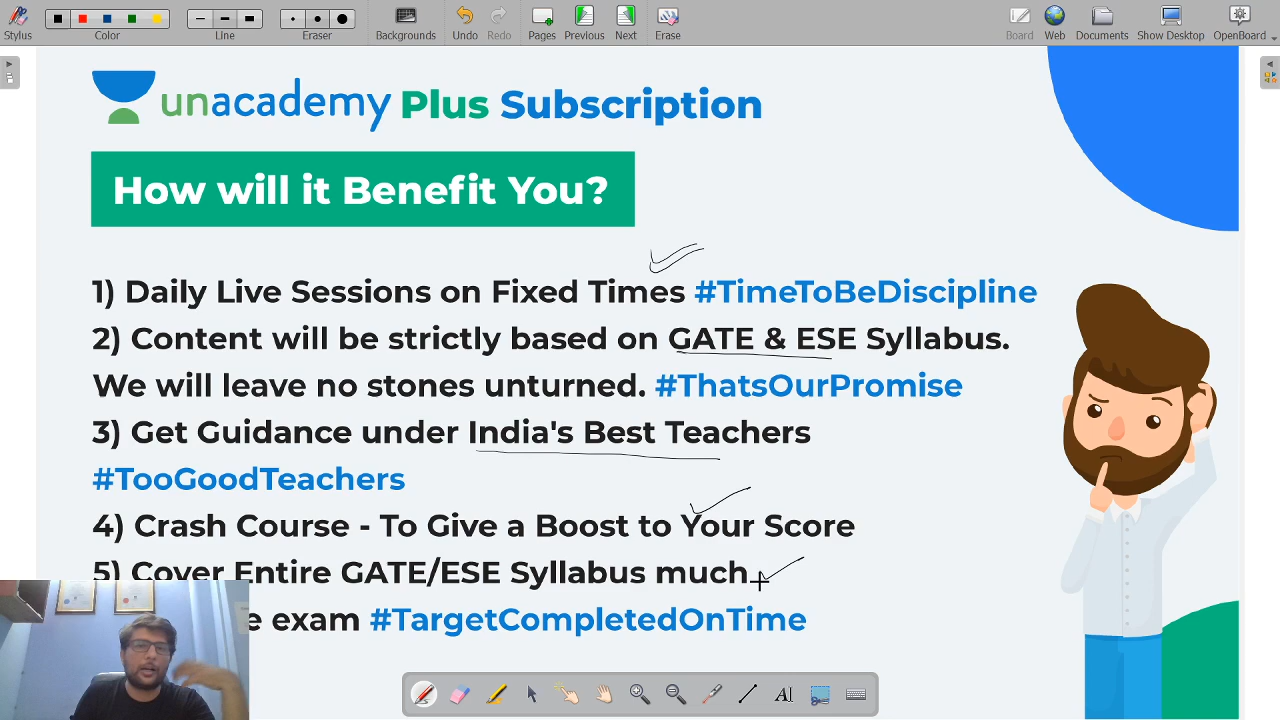 Stylus
Color
Line
Eraser
Backgrounds
Undo
Redo
Pages
Previous
Next
Erase
Board
Web
Documents
Show Desktop
OpenBoard
unacademy Plus Subscription
How will it Benefit You?
1) Daily Live Sessions on Fixed Times #TimeToBeDiscipline
2) Content will be strictly based on GATE & ESE Syllabus.
We will leave no stones unturned. #ThatsOurPromise
3) Get Guidance under India's Best Teachers
#TooGoodTeachers
4) Crash Course - To Give a Boost to Your Score
5) Cover Entire GATE/ESE Syllabus much
exam #TargetCompletedOnTime